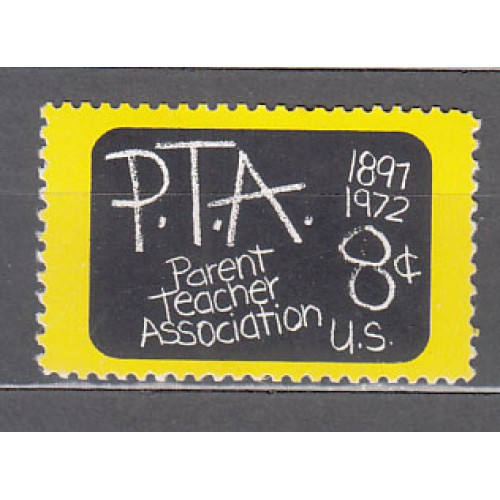 P.T.A.
Parent
teacher
Association
1897
1972
8¢
U.S.